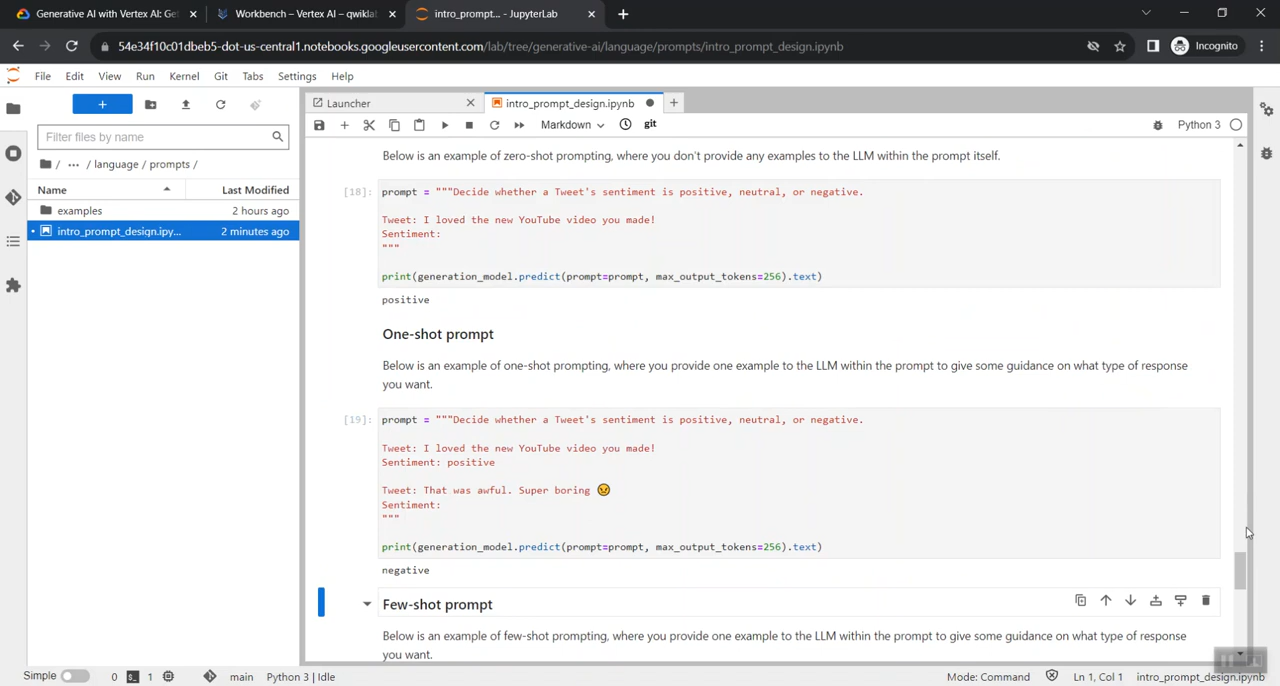 Generative AI with Vertex AI: Get
Workbench – Vertex AI – qwiklab
intro_prompt... - JupyterLab
54e34f10c01dbeb5-dot-us-central1.notebooks.googleusercontent.com/lab/tree/generative-ai/language/prompts/intro_prompt_design.ipynb
Incognito
File Edit View Run Kernel Git Tabs Settings Help
Launcher
intro_prompt_design.ipynb
Filter files by name
Markdown
git
Python 3
/ ... / language / prompts /
Name Last Modified
examples 2 hours ago
intro_prompt_design.ipy... 2 minutes ago
Below is an example of zero-shot prompting, where you don't provide any examples to the LLM within the prompt itself.
[18]: prompt = """Decide whether a Tweet's sentiment is positive, neutral, or negative.
Tweet: I loved the new YouTube video you made!
Sentiment:
"""
print(generation_model.predict(prompt=prompt, max_output_tokens=256).text)
positive
One-shot prompt
Below is an example of one-shot prompting, where you provide one example to the LLM within the prompt to give some guidance on what type of response
you want.
[19]: prompt = """Decide whether a Tweet's sentiment is positive, neutral, or negative.
Tweet: I loved the new YouTube video you made!
Sentiment: positive
Tweet: That was awful. Super boring 😠
Sentiment:
"""
print(generation_model.predict(prompt=prompt, max_output_tokens=256).text)
negative
Few-shot prompt
Below is an example of few-shot prompting, where you provide one example to the LLM within the prompt to give some guidance on what type of response
you want.
Simple 0 1 main Python 3 | Idle Mode: Command Ln 1, Col 1 intro_prompt_design.ipynb